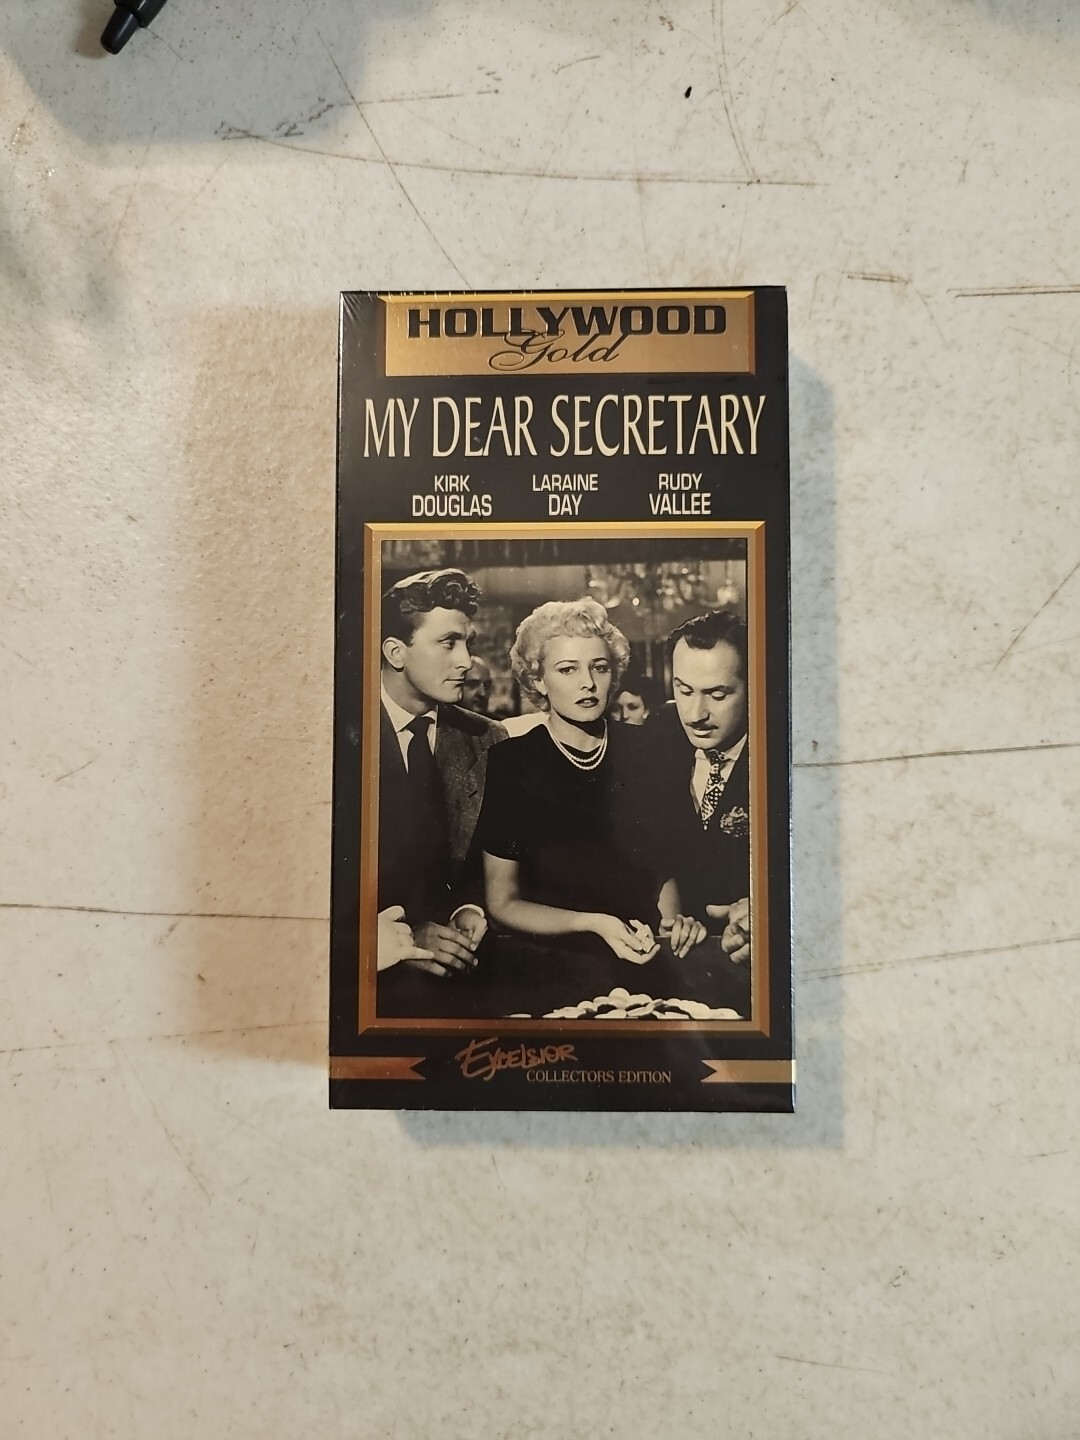 HOLLYWOOD
Gold
MY DEAR SECRETARY
KIRK DOUGLAS
LARAINE DAY
RUDY VALLEE
EXCELSIOR
COLLECTORS EDITION